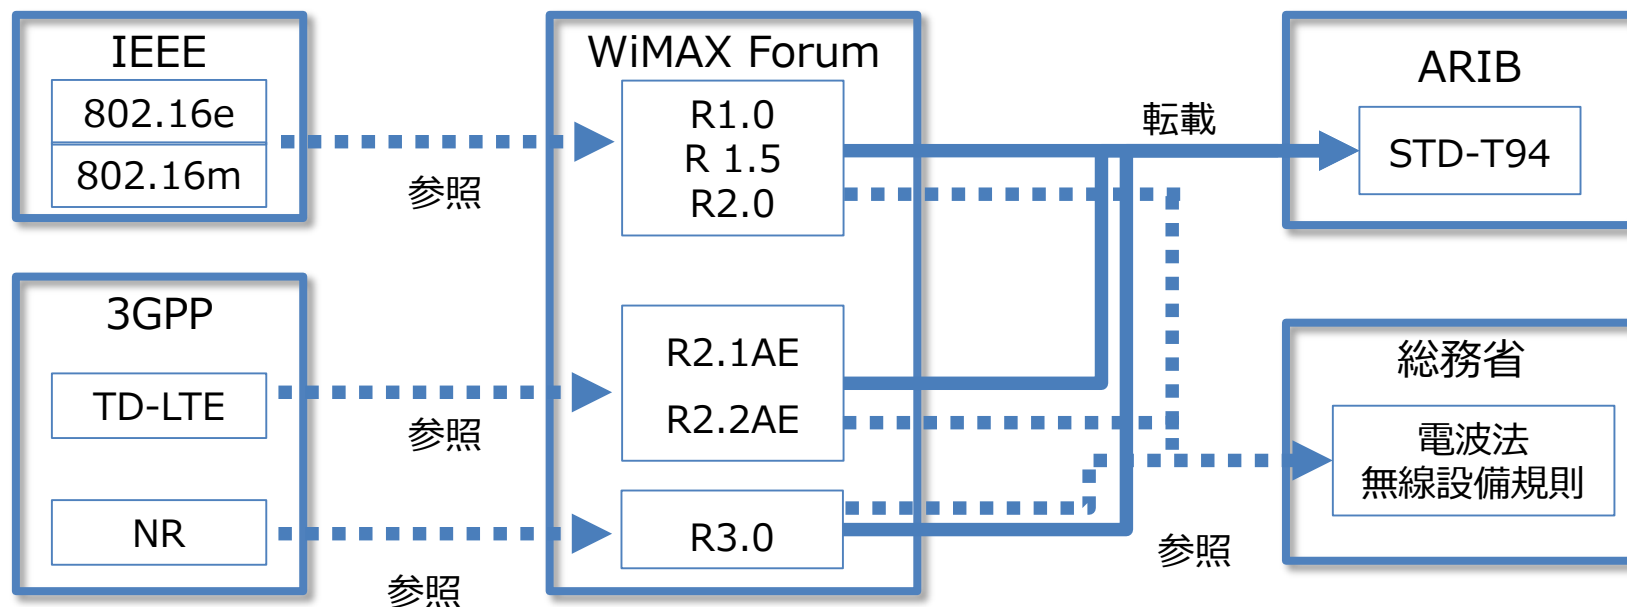 IEEE
802.16e
802.16m
参照
3GPP
TD-LTE
参照
NR
参照
WiMAX Forum
R1.0
R 1.5
R2.0
R2.1AE
R2.2AE
R3.0
転載
ARIB
STD-T94
総務省
電波法
無線設備規則
参照